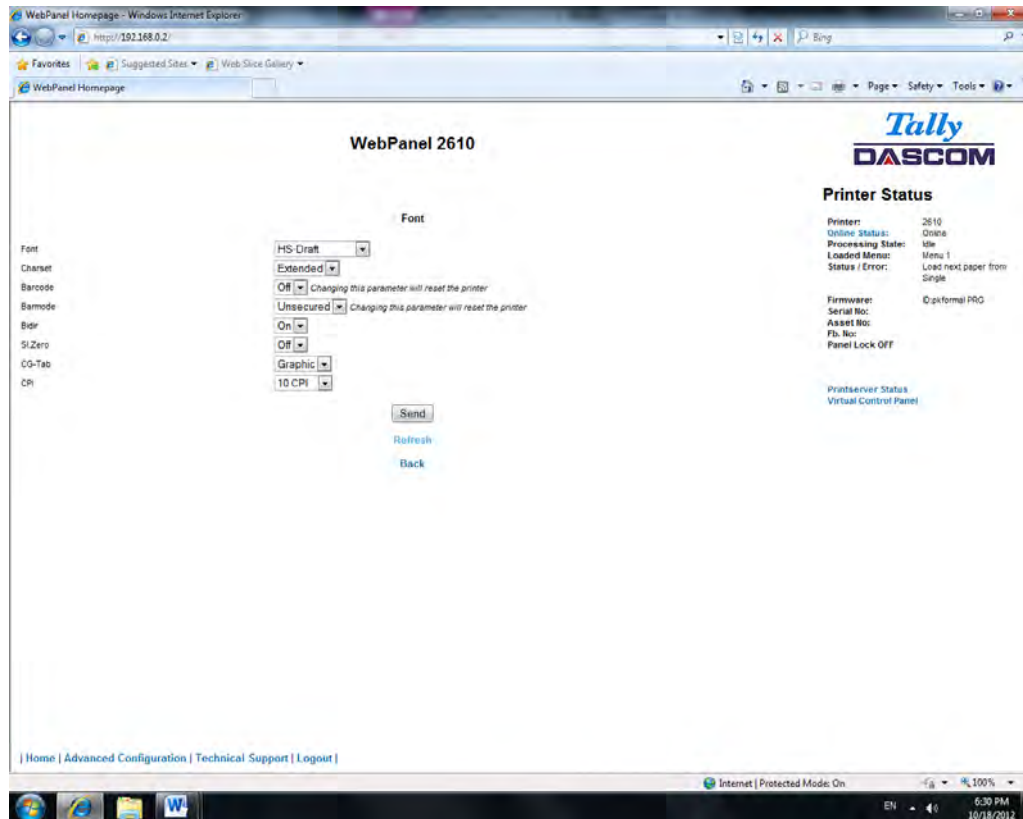 WebPanel Homepage - Windows Internet Explorer
http://192.168.0.2/
Bing
Favorites Suggested Sites Web Slice Gallery
WebPanel Homepage
Page Safety Tools
Tally
DASCOM
WebPanel 2610
Printer Status
Font
Printer: 2610
Online Status: Online
Processing State: Idle
Loaded Menu: Menu 1
Status / Error: Load next paper from
Single
Firmware: D:pkformal PRG
Serial No:
Asset No:
Fb. No:
Panel Lock OFF
Printserver Status
Virtual Control Panel
Font HS-Draft
Charset Extended
Barcode Off Changing this parameter will reset the printer
Barmode Unsecured Changing this parameter will reset the printer
Bidir On
Sl.Zero Off
CG-Tab Graphic
CPI 10 CPI
Send
Refresh
Back
| Home | Advanced Configuration | Technical Support | Logout |
Internet | Protected Mode: On 100%
W
EN 6:30 PM
10/18/2012